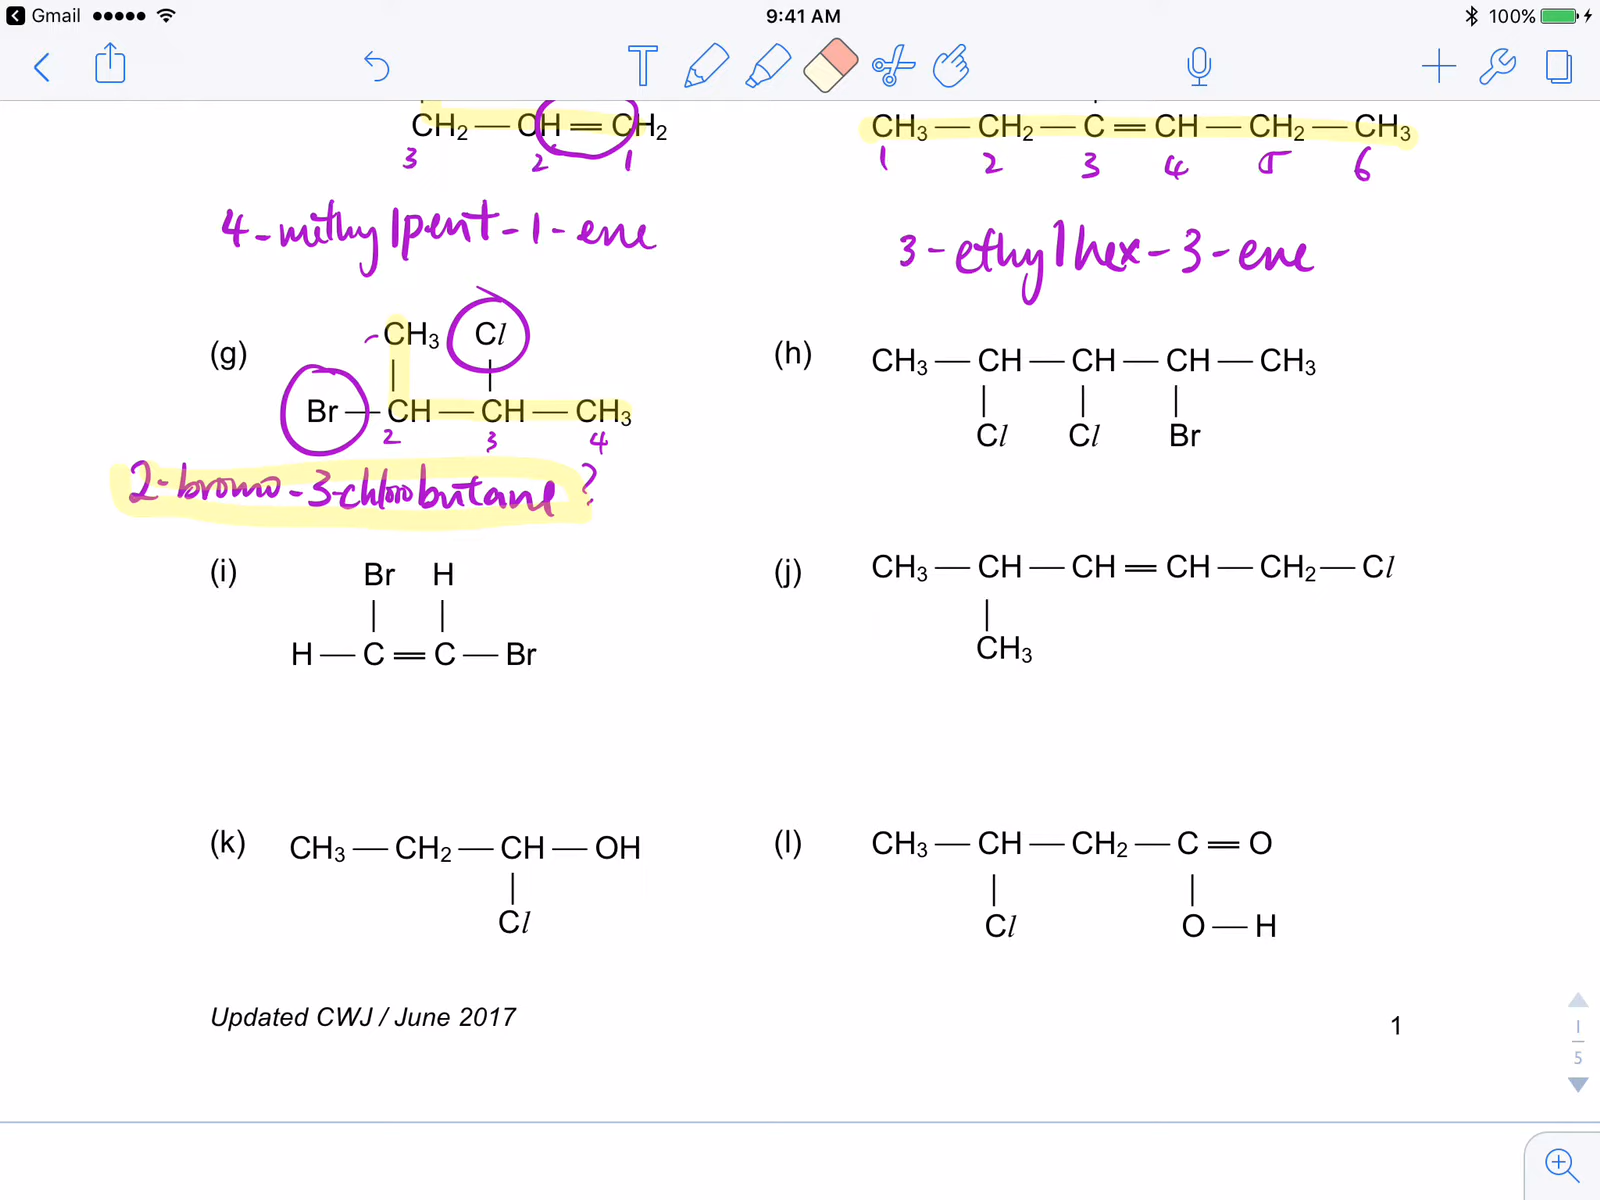 Gmail 9:41 AM 100%
T
CH₂ — CH = CH₂
3 2 1
CH₃ — CH₂ — C = CH — CH₂ — CH₃
1 2 3 4 5 6
4-methylpent-1-ene
3-ethylhex-3-ene
(g)
CH₃ Cl
Br — CH — CH — CH₃
2 3 4
2-bromo-3-chlorobutane?
(h)
CH₃ — CH — CH — CH — CH₃
Cl Cl Br
(i)
Br H
H — C = C — Br
(j)
CH₃ — CH — CH = CH — CH₂ — Cl
CH₃
(k)
CH₃ — CH₂ — CH — OH
Cl
(l)
CH₃ — CH — CH₂ — C = O
Cl O — H
Updated CWJ / June 2017
1
1
5